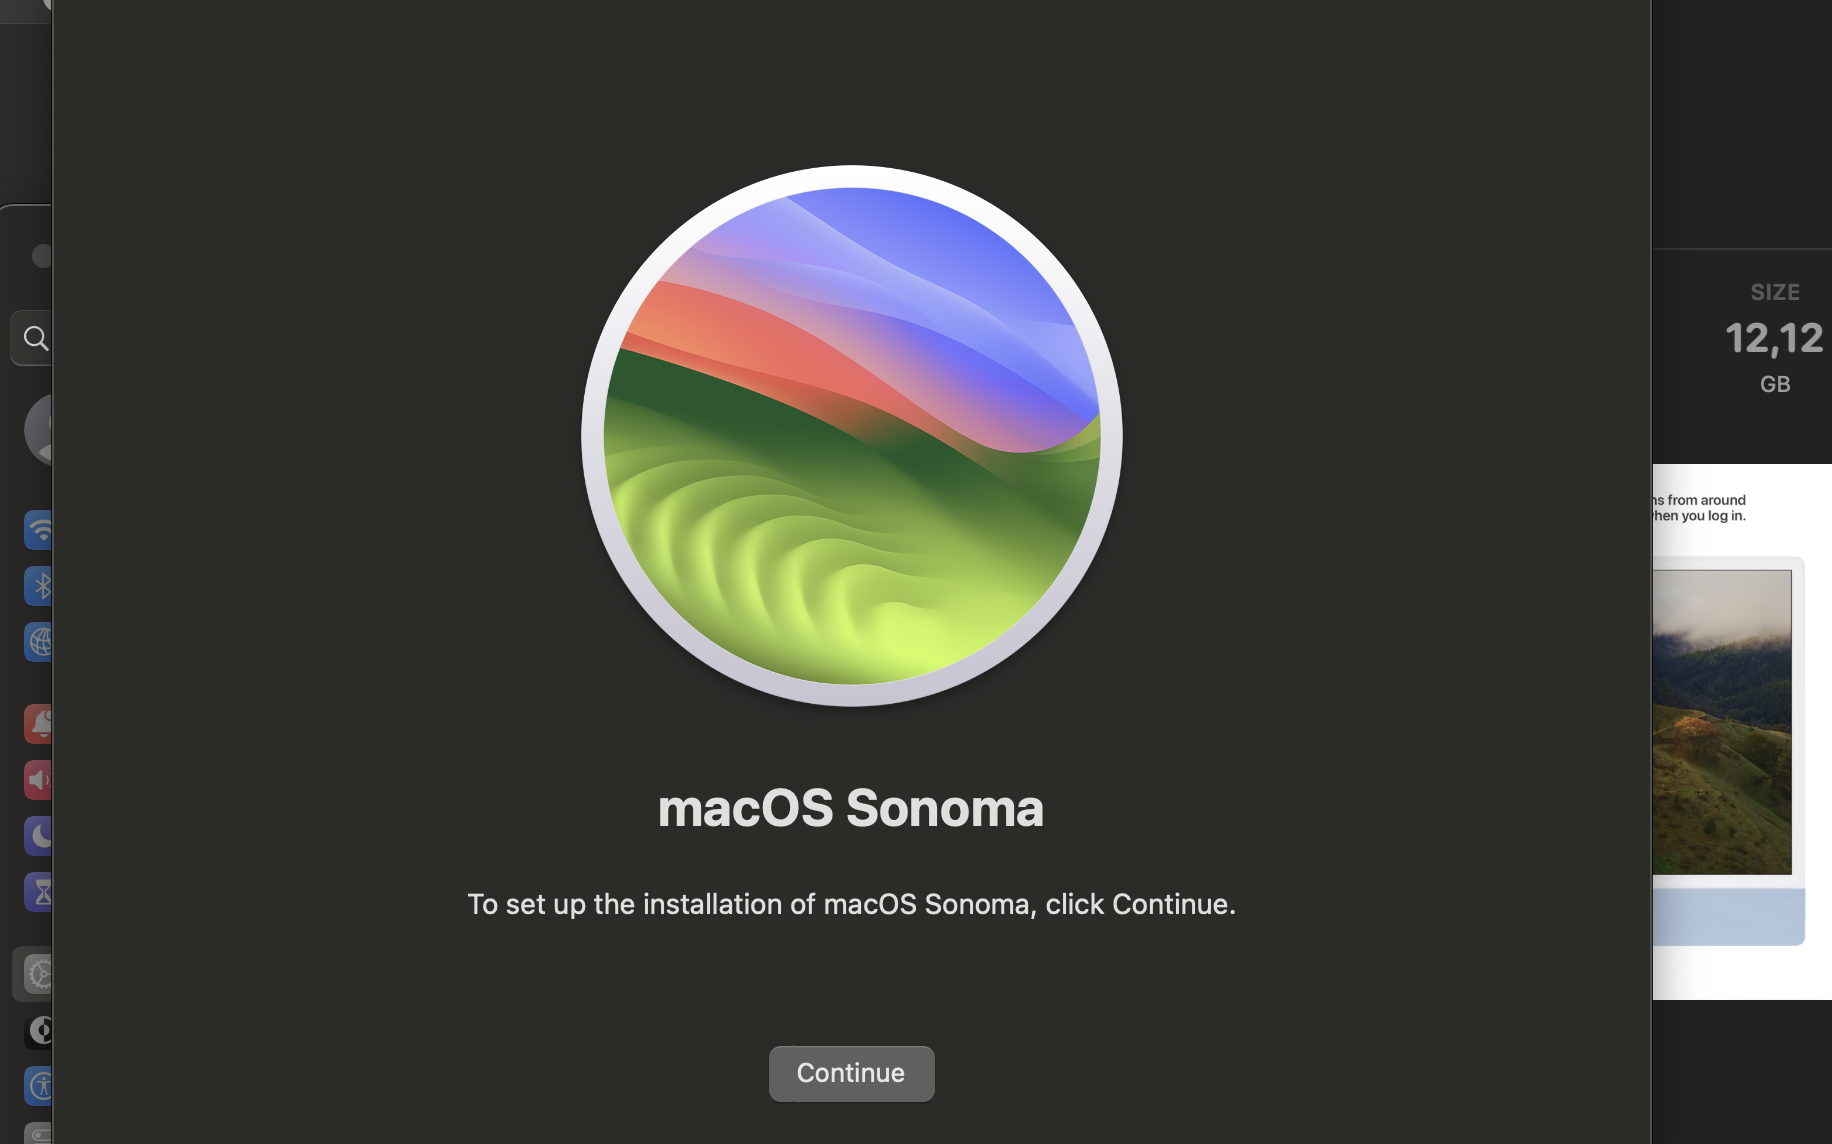 SIZE
12,12
GB
ns from around
when you log in.
macOS Sonoma
To set up the installation of macOS Sonoma, click Continue.
Continue